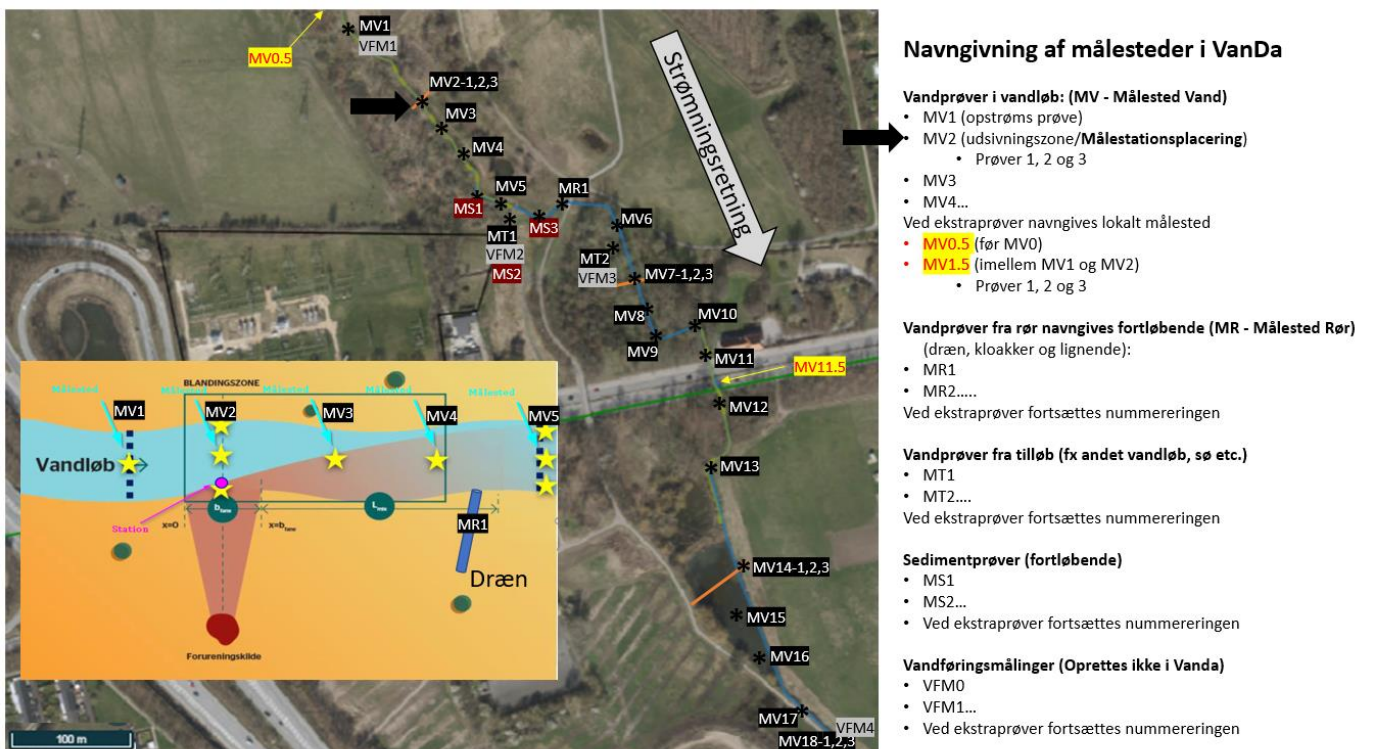 MV1
VFM1
MV0.5
MV2-1,2,3
MV3
MV4
MV5
MR1
MS1
MS3
MT1
VFM2
MS2
MV6
MT2
VFM3
MV7-1,2,3
MV8
MV9
MV10
MV11
MV11.5
MV12
MV13
MV14-1,2,3
MV15
MV16
MV17
VFM4
MV18-1,2,3
Strømningsretning
100 m
Målested
Målested
Målested
Målested
Målested
BLANDINGSZONE
MV1
MV2
MV3
MV4
MV5
Vandløb
Station
x=0
MR1
Dræn
Forureningskilde
Navngivning af målesteder i VanDa
Vandprøver i vandløb: (MV - Målested Vand)
• MV1 (opstrøms prøve)
• MV2 (udsivningszone/Målestationsplacering)
• Prøver 1, 2 og 3
• MV3
• MV4...
Ved ekstraprøver navngives lokalt målested
• MV0.5 (før MV0)
• MV1.5 (imellem MV1 og MV2)
• Prøver 1, 2 og 3
Vandprøver fra rør navngives fortløbende (MR - Målested Rør)
(dræn, kloakker og lignende):
• MR1
• MR2.....
Ved ekstraprøver fortsættes nummereringen
Vandprøver fra tilløb (fx andet vandløb, sø etc.)
• MT1
• MT2....
Ved ekstraprøver fortsættes nummereringen
Sedimentprøver (fortløbende)
• MS1
• MS2...
• Ved ekstraprøver fortsættes nummereringen
Vandføringsmålinger (Oprettes ikke i Vanda)
• VFM0
• VFM1...
• Ved ekstraprøver fortsættes nummereringen